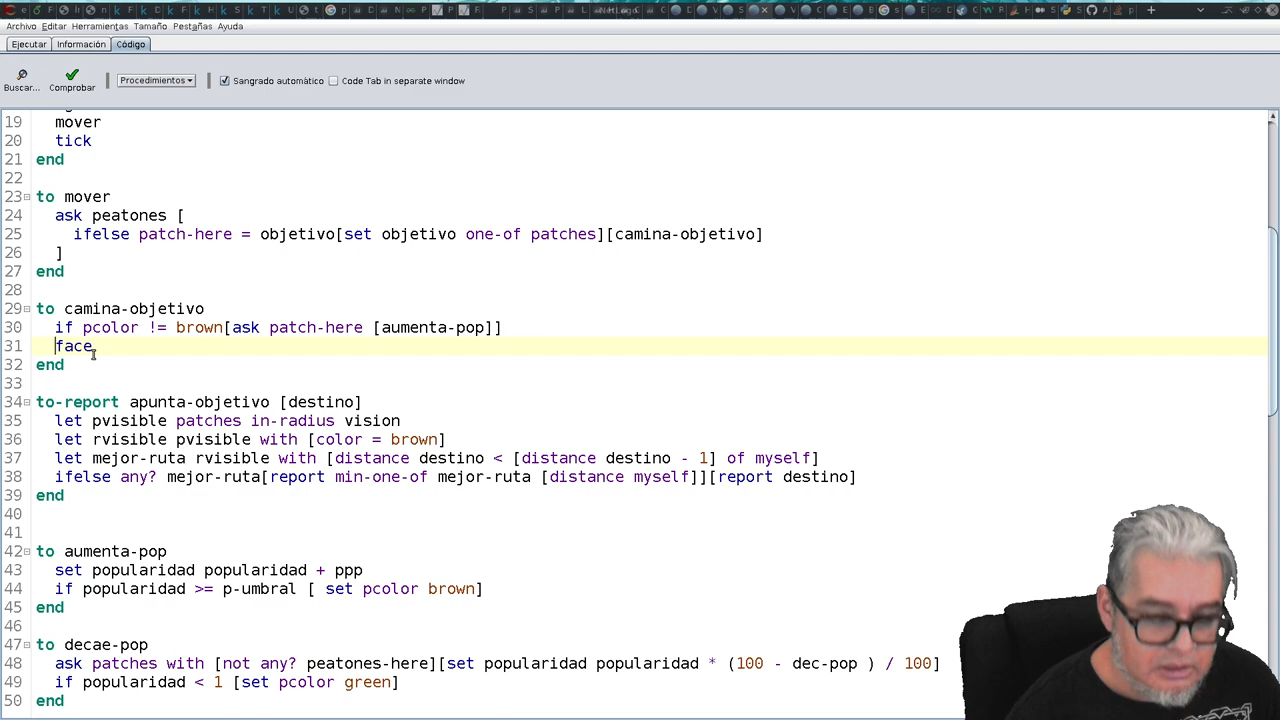 Archivo Editar Herramientas Tamaño Pestañas Ayuda
Ejecutar Información Código
Buscar... Comprobar Procedimientos Sangrado automático Code Tab in separate window
19 mover
20 tick
21 end
22
23 to mover
24 ask peatones [
25 ifelse patch-here = objetivo[set objetivo one-of patches][camina-objetivo]
26 ]
27 end
28
29 to camina-objetivo
30 if pcolor != brown[ask patch-here [aumenta-pop]]
31 face
32 end
33
34 to-report apunta-objetivo [destino]
35 let pvisible patches in-radius vision
36 let rvisible pvisible with [color = brown]
37 let mejor-ruta rvisible with [distance destino < [distance destino - 1] of myself]
38 ifelse any? mejor-ruta[report min-one-of mejor-ruta [distance myself]][report destino]
39 end
40
41
42 to aumenta-pop
43 set popularidad popularidad + ppp
44 if popularidad >= p-umbral [ set pcolor brown]
45 end
46
47 to decae-pop
48 ask patches with [not any? peatones-here][set popularidad popularidad * (100 - dec-pop ) / 100]
49 if popularidad < 1 [set pcolor green]
50 end